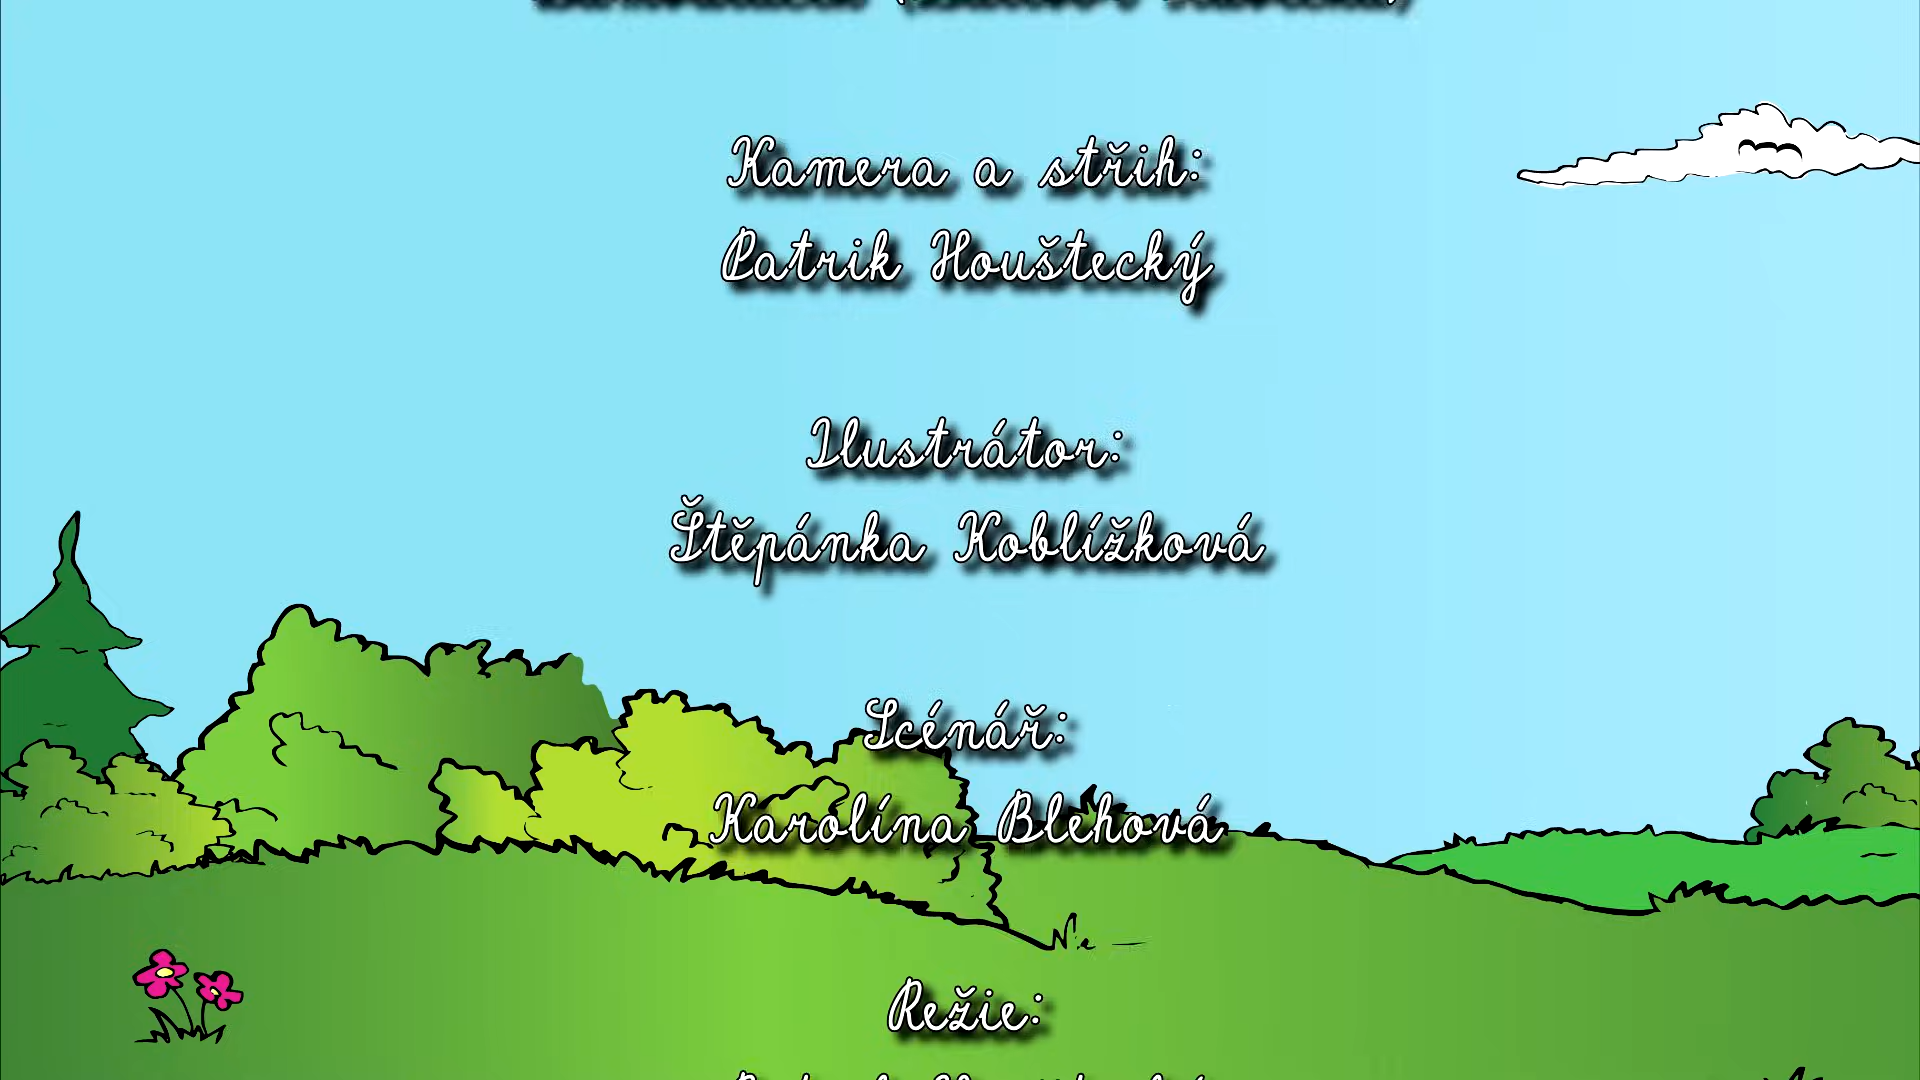 Kamera a střih:
Patrik Houštecký
Ilustrátor:
Štěpánka Koblížková
Scénář:
Karolína Blehová
Režie: